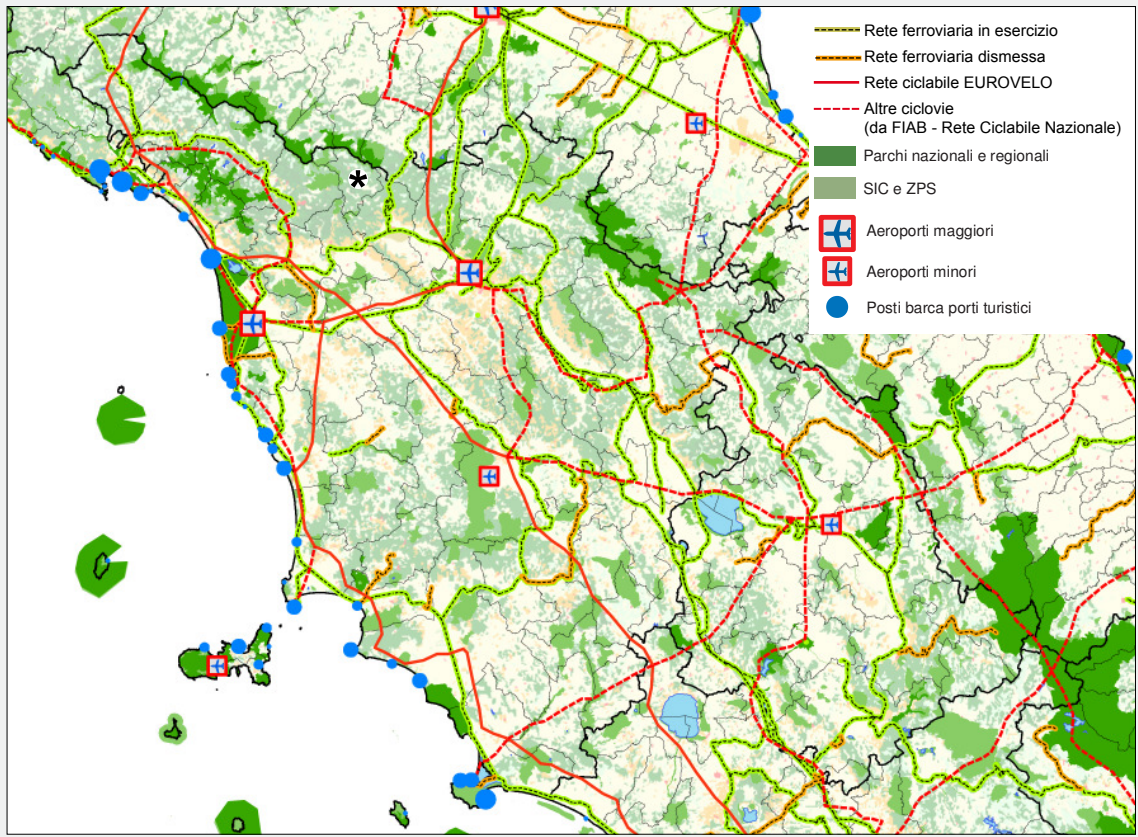 Rete ferroviaria in esercizio
Rete ferroviaria dismessa
Rete ciclabile EUROVELO
Altre ciclovie
(da FIAB - Rete Ciclabile Nazionale)
Parchi nazionali e regionali
SIC e ZPS
Aeroporti maggiori
Aeroporti minori
Posti barca porti turistici
*